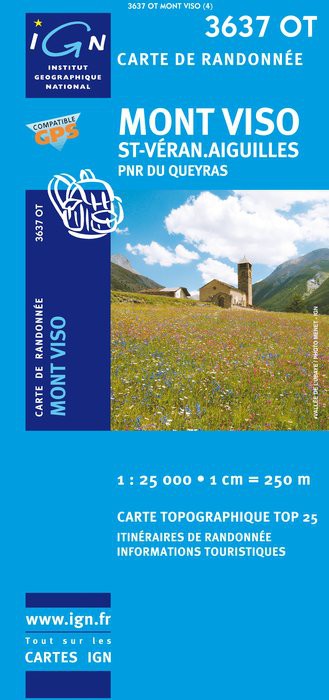 3637 OT MONT VISO (4)
IGN
INSTITUT
GEOGRAPHIQUE
NATIONAL
3637 OT
CARTE DE RANDONNÉE
COMPATIBLE
GPS
MONT VISO
ST-VÉRAN.AIGUILLES
PNR DU QUEYRAS
3637 OT
CARTE DE RANDONNÉE
MONT VISO
1 : 25 000 • 1 cm = 250 m
CARTE TOPOGRAPHIQUE TOP 25
ITINÉRAIRES DE RANDONNÉE
INFORMATIONS TOURISTIQUES
www.ign.fr
Tout sur les
CARTES IGN